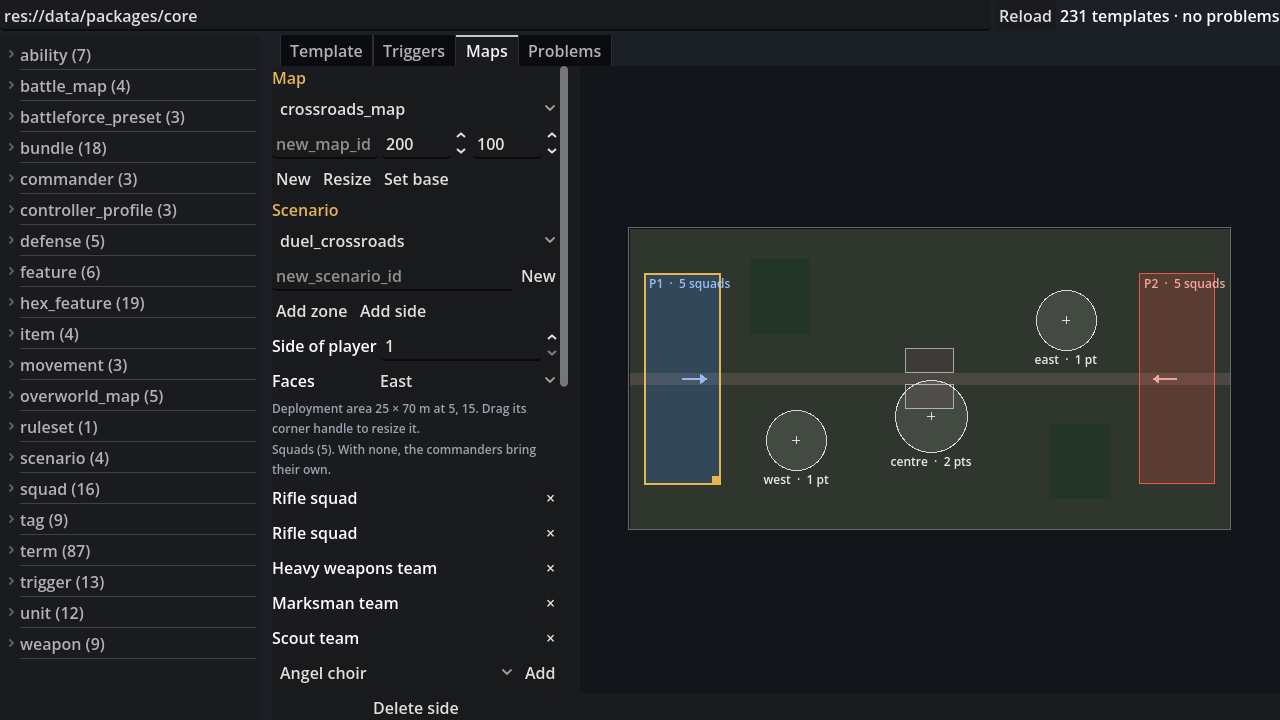 res://data/packages/core
Reload 231 templates · no problems
ability (7)
battle_map (4)
battleforce_preset (3)
bundle (18)
commander (3)
controller_profile (3)
defense (5)
feature (6)
hex_feature (19)
item (4)
movement (3)
overworld_map (5)
ruleset (1)
scenario (4)
squad (16)
tag (9)
term (87)
trigger (13)
unit (12)
weapon (9)
Template Triggers Maps Problems
Map
crossroads_map
new_map_id 200 100
New Resize Set base
Scenario
duel_crossroads
new_scenario_id New
Add zone Add side
Side of player 1
Faces East
Deployment area 25 × 70 m at 5, 15. Drag its
corner handle to resize it.
Squads (5). With none, the commanders bring
their own.
Rifle squad ×
Rifle squad ×
Heavy weapons team ×
Marksman team ×
Scout team ×
Angel choir Add
Delete side
P1 · 5 squads
P2 · 5 squads
east · 1 pt
centre · 2 pts
west · 1 pt